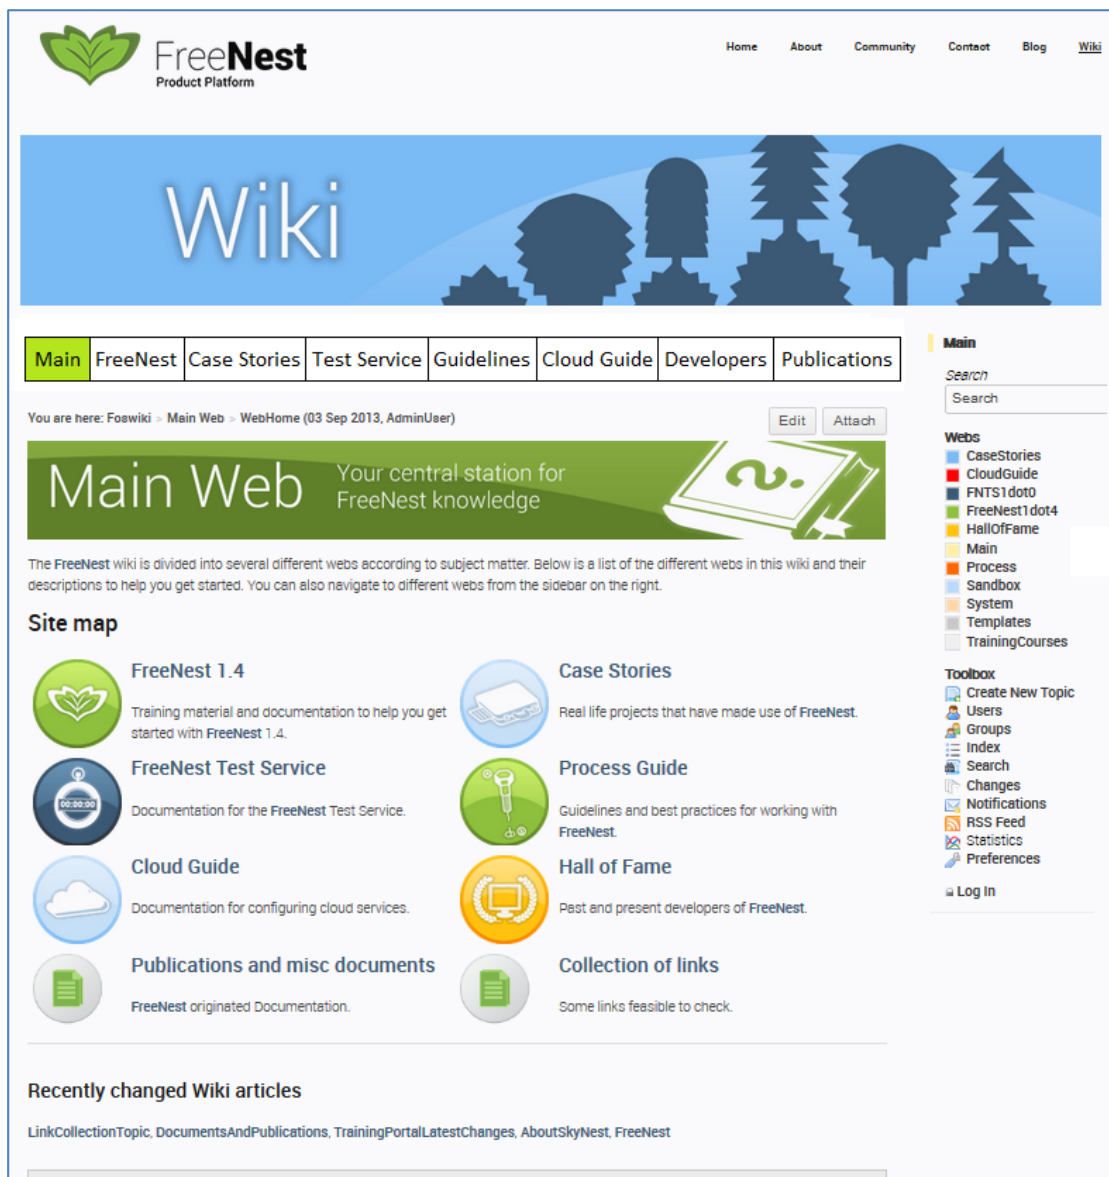 FreeNest
Product Platform
Home About Community Contact Blog Wiki
Wiki
Main FreeNest Case Stories Test Service Guidelines Cloud Guide Developers Publications
You are here: Foswiki > Main Web > WebHome (03 Sep 2013, AdminUser)
Edit Attach
Main Web
Your central station for
FreeNest knowledge
The FreeNest wiki is divided into several different webs according to subject matter. Below is a list of the different webs in this wiki and their
descriptions to help you get started. You can also navigate to different webs from the sidebar on the right.
Site map
FreeNest 1.4
Training material and documentation to help you get
started with FreeNest 1.4.
Case Stories
Real life projects that have made use of FreeNest.
FreeNest Test Service
00:00:00
Documentation for the FreeNest Test Service.
Process Guide
Guidelines and best practices for working with
FreeNest.
Cloud Guide
Documentation for configuring cloud services.
Hall of Fame
Past and present developers of FreeNest.
Publications and misc documents
FreeNest originated Documentation.
Collection of links
Some links feasible to check.
Recently changed Wiki articles
LinkCollectionTopic, DocumentsAndPublications, TrainingPortalLatestChanges, AboutSkyNest, FreeNest
Main
Search
Search
Webs
CaseStories
CloudGuide
FNTS1dot0
FreeNest1dot4
HallOfFame
Main
Process
Sandbox
System
Templates
TrainingCourses
Toolbox
Create New Topic
Users
Groups
Index
Search
Changes
Notifications
RSS Feed
Statistics
Preferences
Log In